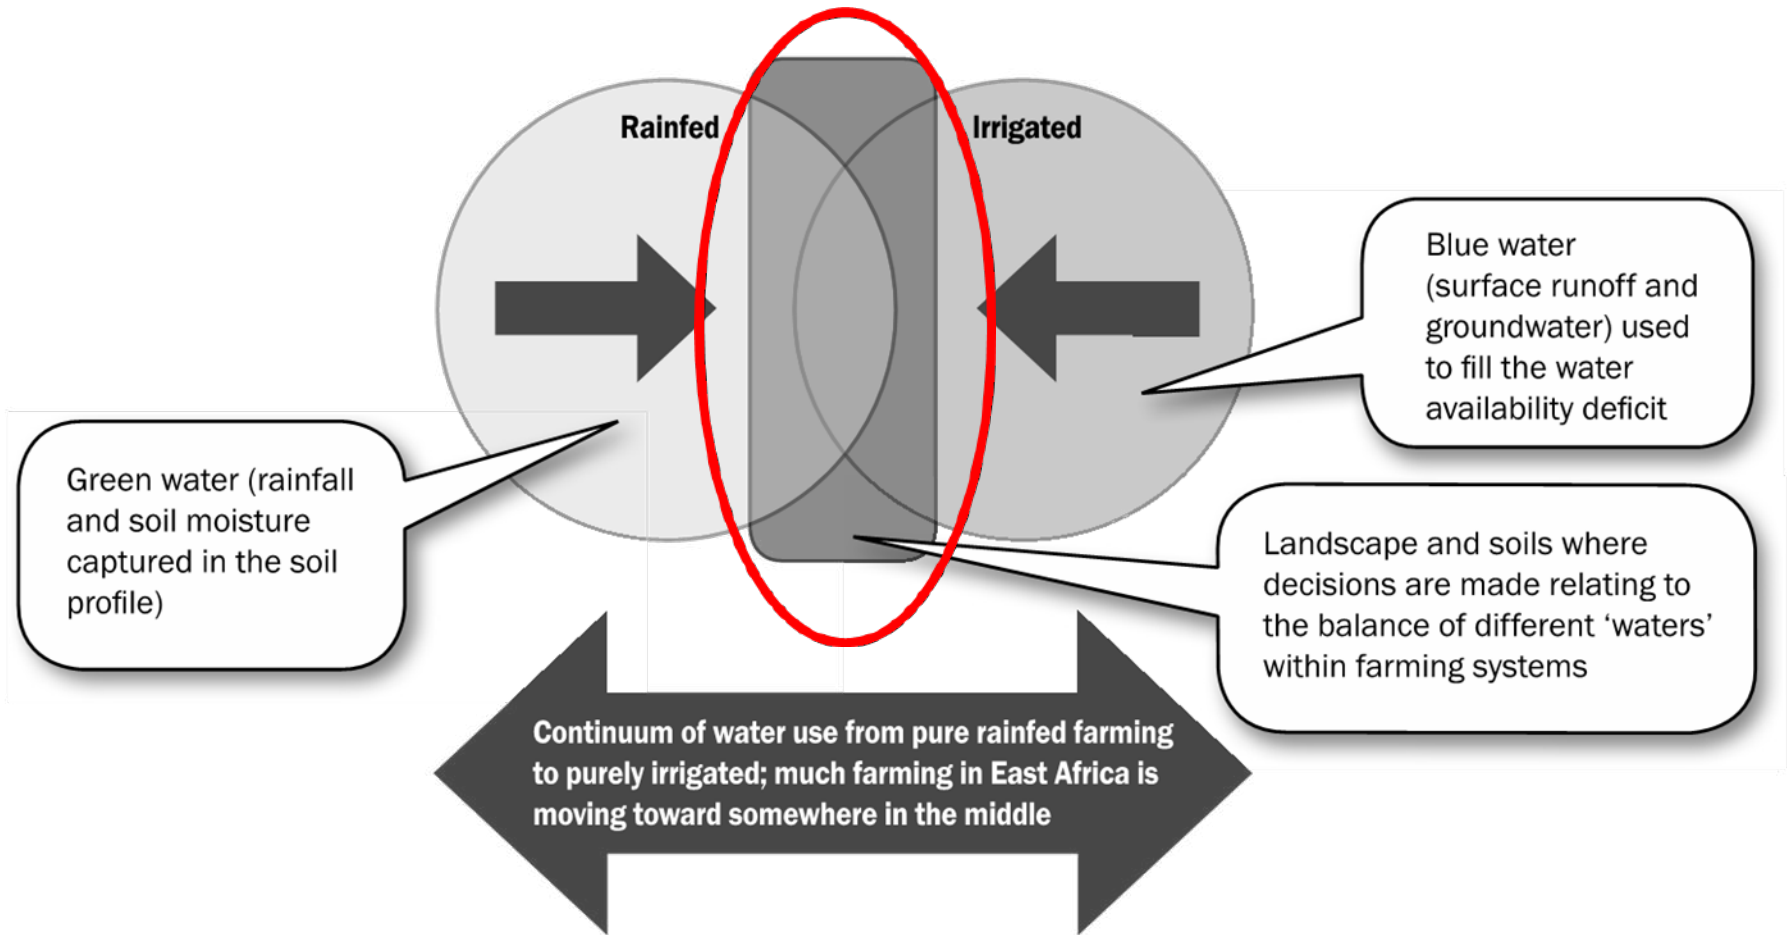 Rainfed
Irrigated
Blue water
(surface runoff and
groundwater) used
to fill the water
availability deficit
Green water (rainfall
and soil moisture
captured in the soil
profile)
Landscape and soils where
decisions are made relating to
the balance of different ‘waters’
within farming systems
Continuum of water use from pure rainfed farming
to purely irrigated; much farming in East Africa is
moving toward somewhere in the middle